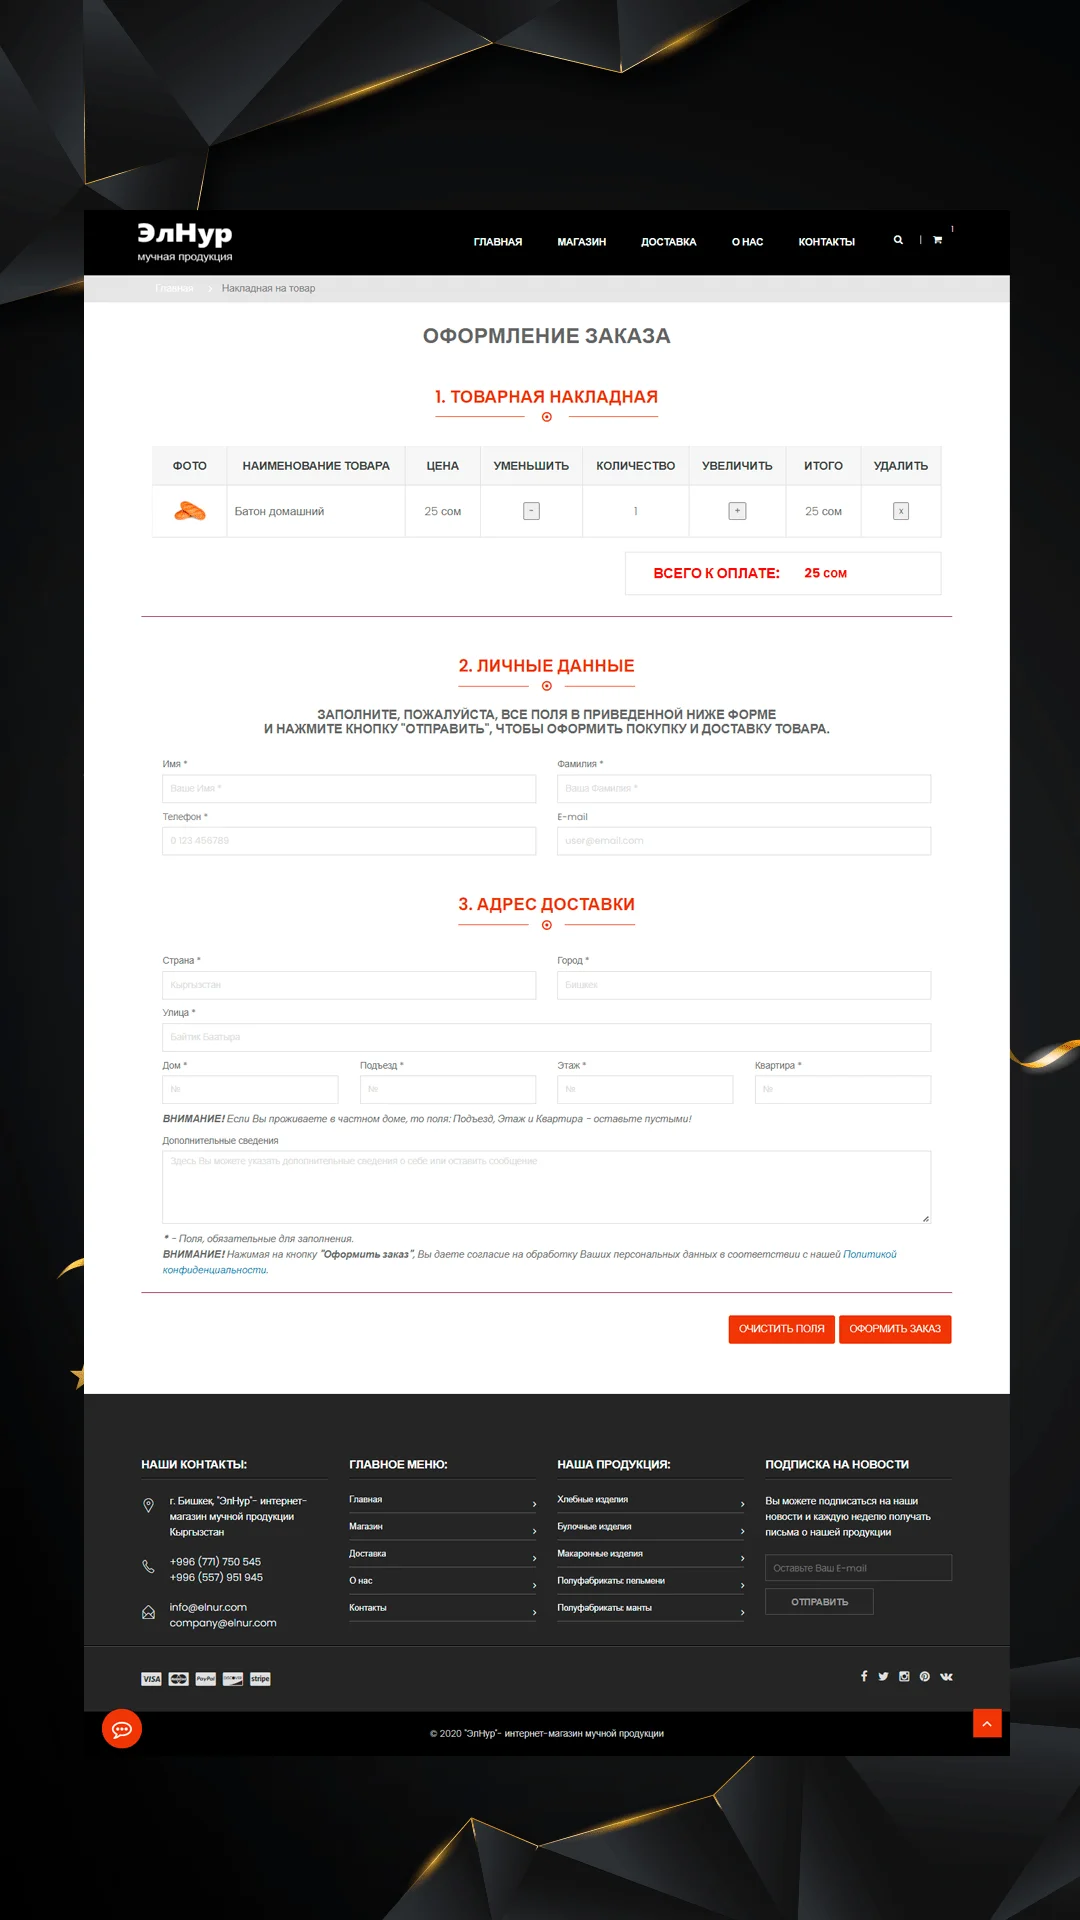 ЭлНур
мучная продукция
ГЛАВНАЯ МАГАЗИН ДОСТАВКА О НАС КОНТАКТЫ | 1
Главная > Накладная на товар
ОФОРМЛЕНИЕ ЗАКАЗА
1. ТОВАРНАЯ НАКЛАДНАЯ
ФОТО НАИМЕНОВАНИЕ ТОВАРА ЦЕНА УМЕНЬШИТЬ КОЛИЧЕСТВО УВЕЛИЧИТЬ ИТОГО УДАЛИТЬ
Батон домашний 25 сом - 1 + 25 сом x
ВСЕГО К ОПЛАТЕ: 25 сом
2. ЛИЧНЫЕ ДАННЫЕ
ЗАПОЛНИТЕ, ПОЖАЛУЙСТА, ВСЕ ПОЛЯ В ПРИВЕДЕННОЙ НИЖЕ ФОРМЕ
И НАЖМИТЕ КНОПКУ "ОТПРАВИТЬ", ЧТОБЫ ОФОРМИТЬ ПОКУПКУ И ДОСТАВКУ ТОВАРА.
Имя * Фамилия *
Ваше Имя * Ваша Фамилия *
Телефон * E-mail
0 123 456789 user@email.com
3. АДРЕС ДОСТАВКИ
Страна * Город *
Кыргызстан Бишкек
Улица *
Байтик Баатыра
Дом * Подъезд * Этаж * Квартира *
№ № № №
ВНИМАНИЕ! Если Вы проживаете в частном доме, то поля: Подъезд, Этаж и Квартира - оставьте пустыми!
Дополнительные сведения
Здесь Вы можете указать дополнительные сведения о себе или оставить сообщение
* - Поля, обязательные для заполнения.
ВНИМАНИЕ! Нажимая на кнопку "Оформить заказ", Вы даете согласие на обработку Ваших персональных данных в соответствии с нашей Политикой
конфиденциальности.
ОЧИСТИТЬ ПОЛЯ ОФОРМИТЬ ЗАКАЗ
НАШИ КОНТАКТЫ:
г. Бишкек, "ЭлНур"- интернет-
магазин мучной продукции
Кыргызстан
+996 (771) 750 545
+996 (557) 951 945
info@elnur.com
company@elnur.com
ГЛАВНОЕ МЕНЮ:
Главная
Магазин
Доставка
О нас
Контакты
НАША ПРОДУКЦИЯ:
Хлебные изделия
Булочные изделия
Макаронные изделия
Полуфабрикаты: пельмени
Полуфабрикаты: манты
ПОДПИСКА НА НОВОСТИ
Вы можете подписаться на наши
новости и каждую неделю получать
письма о нашей продукции
Оставьте Ваш E-mail
ОТПРАВИТЬ
VISA MasterCard PayPal DISCOVER stripe
© 2020 "ЭлНур"- интернет-магазин мучной продукции